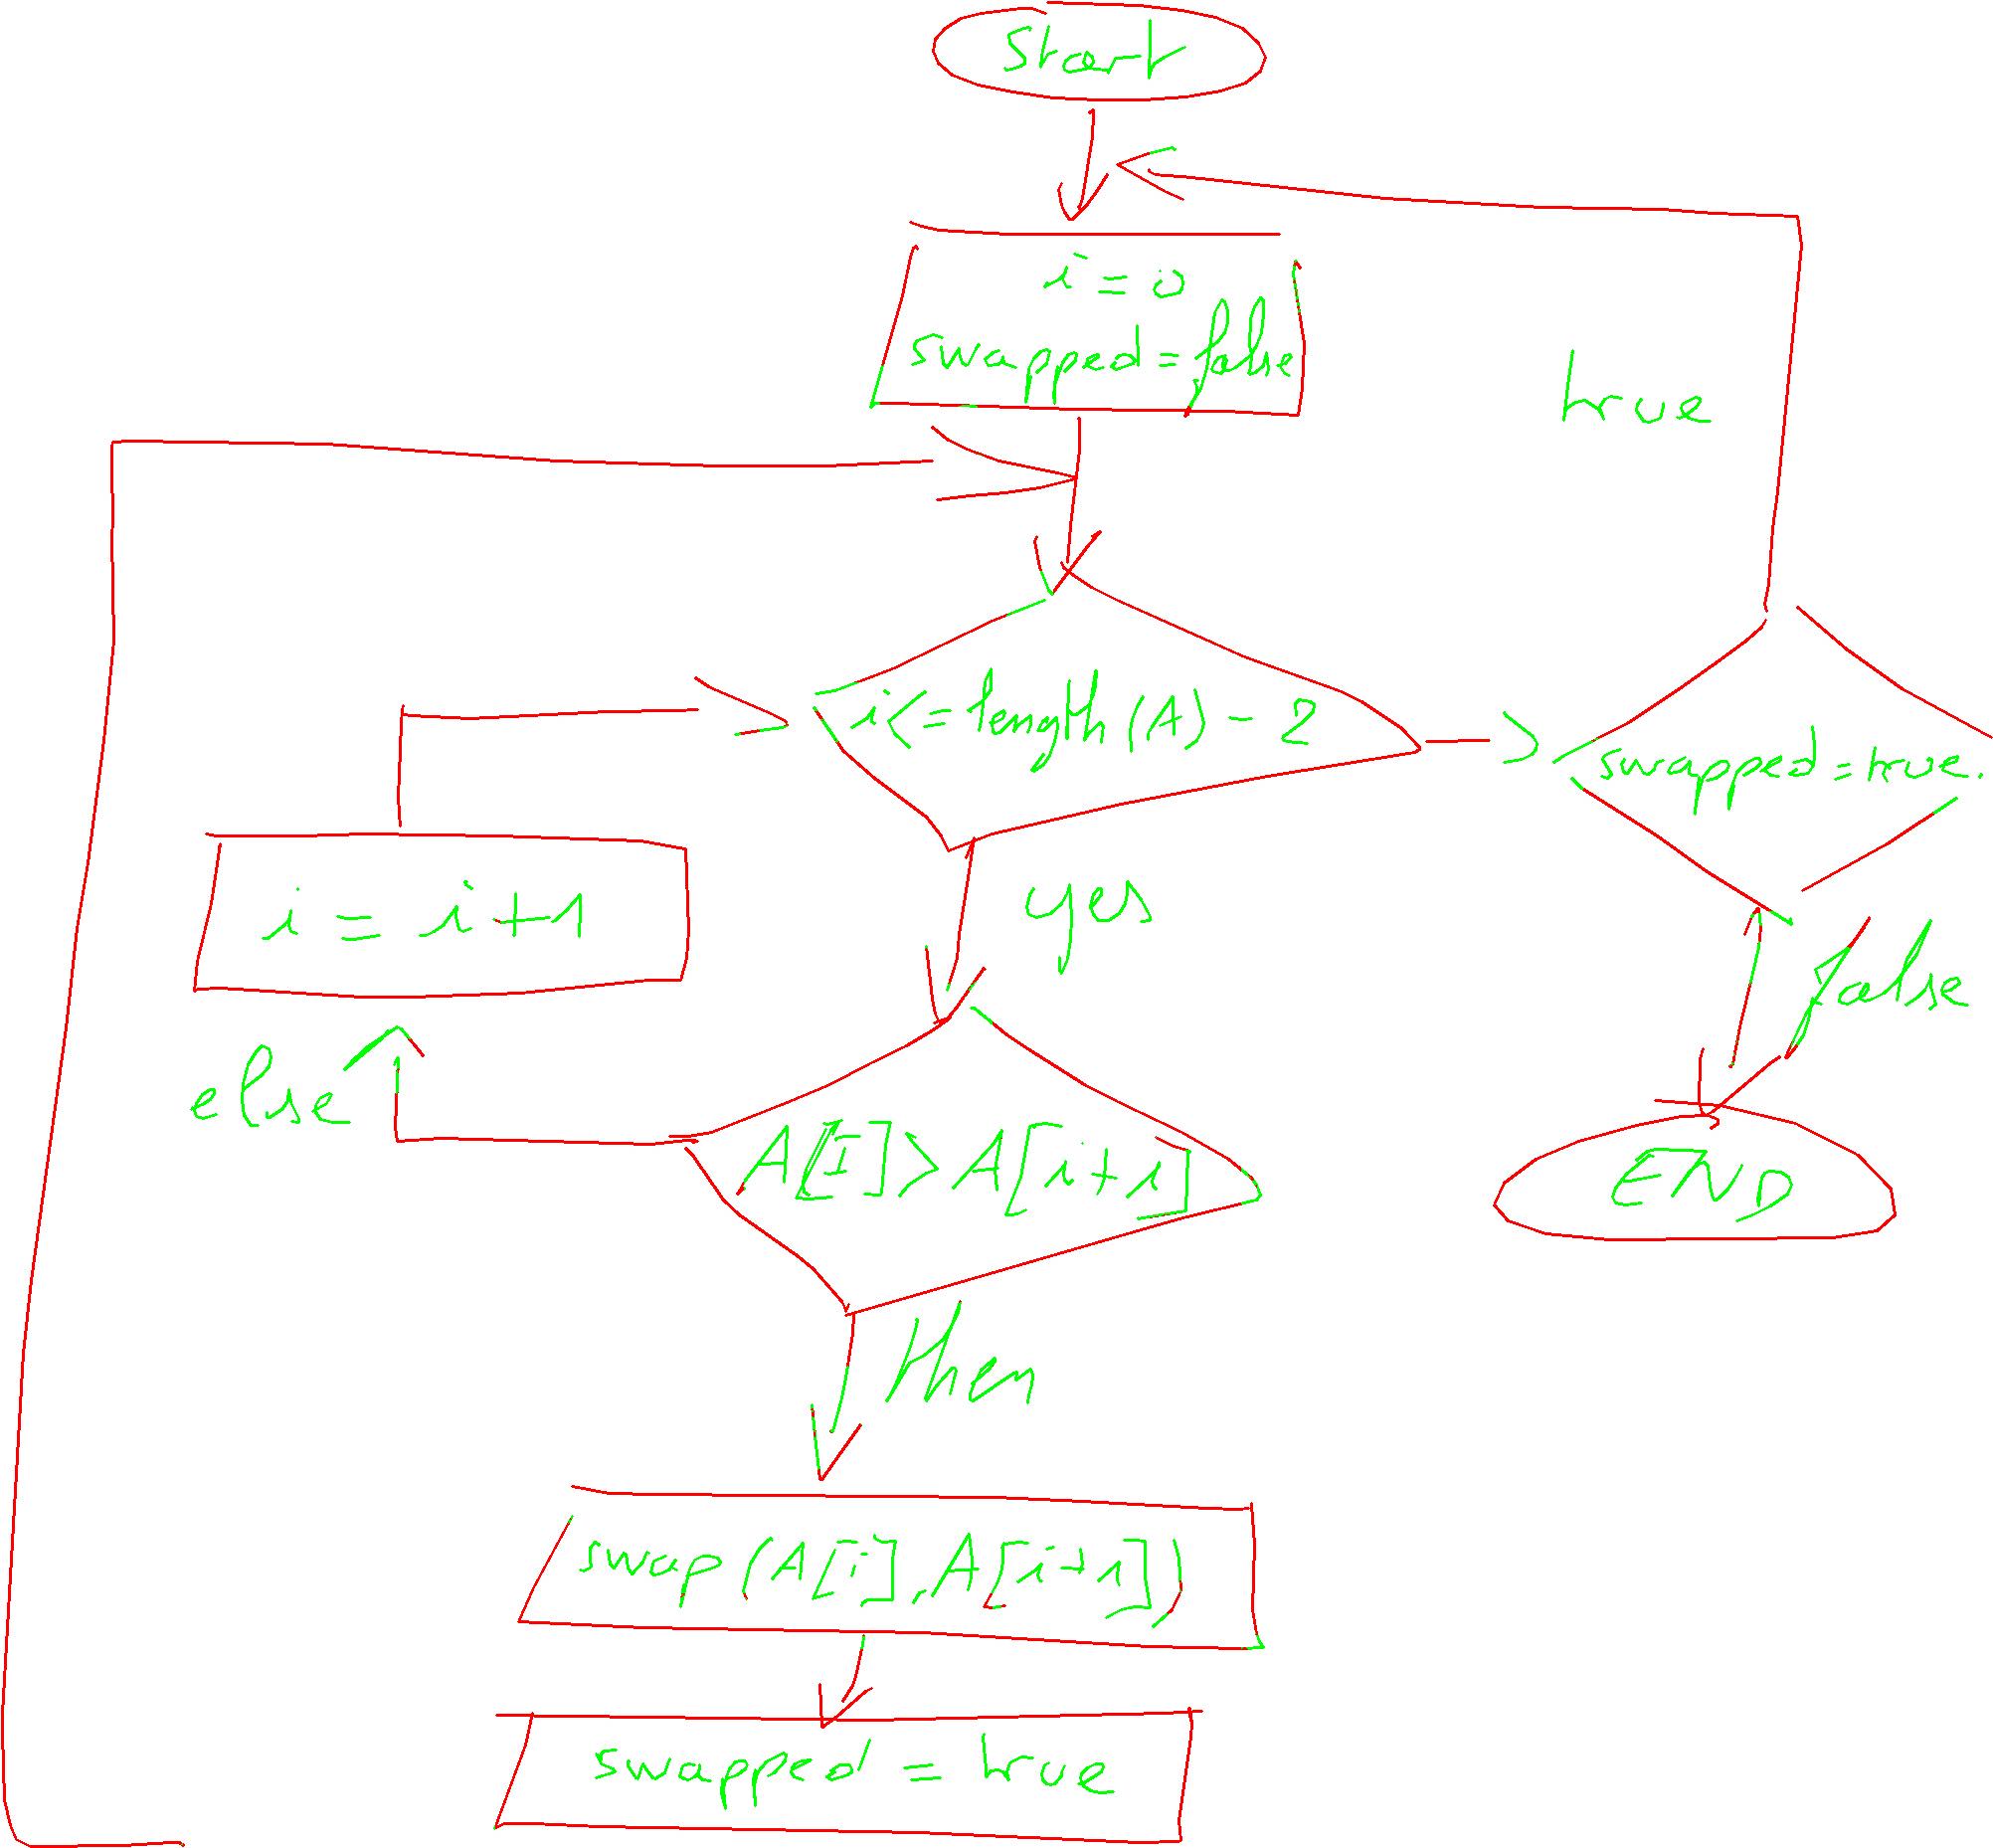 Start
i = 0
swapped = false
true
i <= length (A) - 2
swapped = true.
i = i + 1
yes
false
else
A[I] > A[i+1]
END
then
swap (A[i], A[i+1])
swapped = true